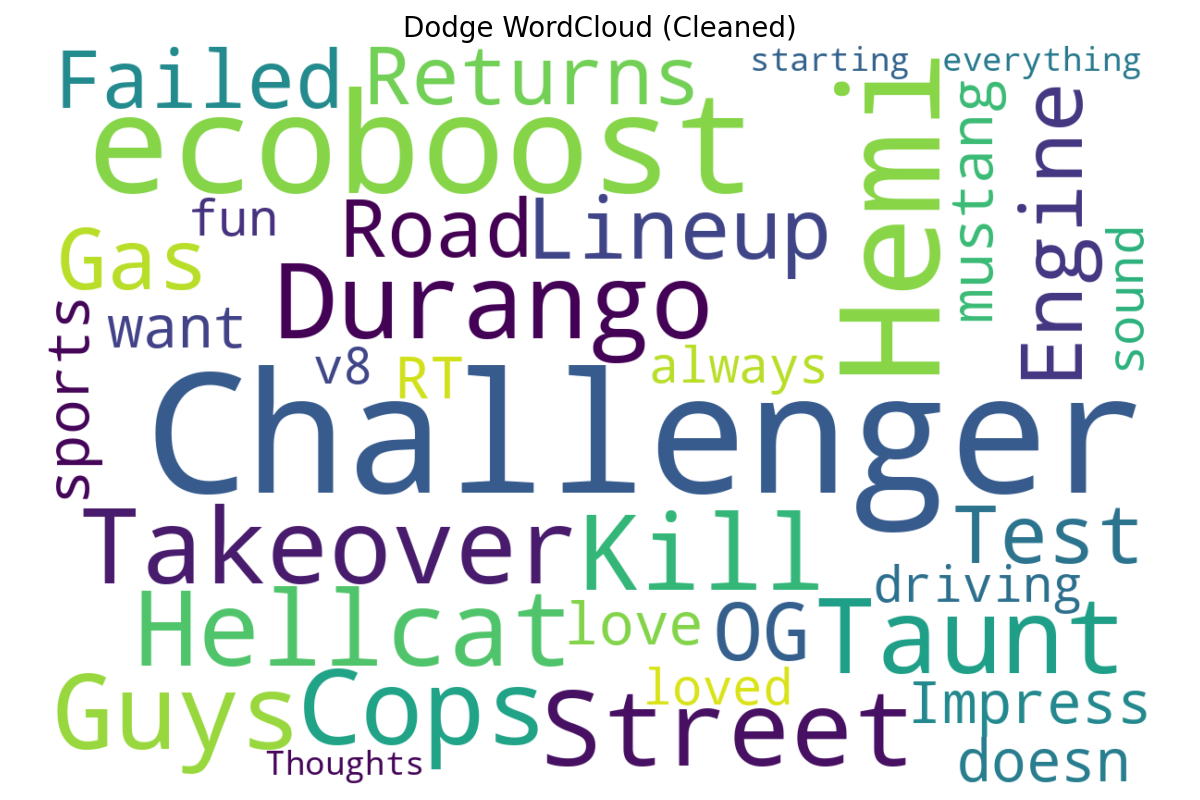 Dodge WordCloud (Cleaned)
Failed
Returns
starting
everything
ecoboost
Hemi
mustang
Engine
fun
Road
Lineup
Gas
sound
Durango
sports
want
v8
RT
always
Challenger
Takeover
Kill
Test
driving
Hellcat
love
OG
Taunt
Guys
Cops
loved
Street
Impress
Thoughts
doesn